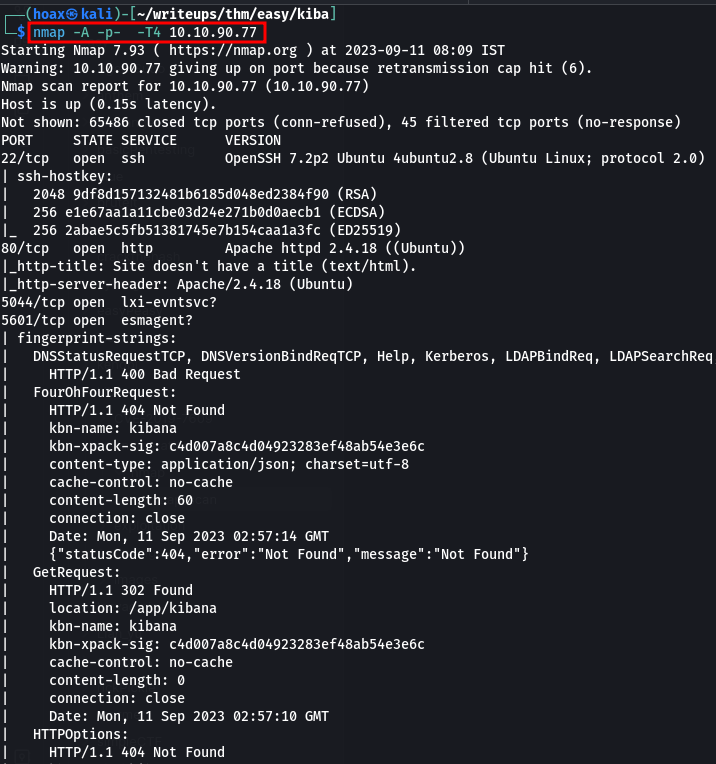 ┌──(hoax㉿kali)-[~/writeups/thm/easy/kiba]
└─$ nmap -A -p-  -T4 10.10.90.77
Starting Nmap 7.93 ( https://nmap.org ) at 2023-09-11 08:09 IST
Warning: 10.10.90.77 giving up on port because retransmission cap hit (6).
Nmap scan report for 10.10.90.77 (10.10.90.77)
Host is up (0.15s latency).
Not shown: 65486 closed tcp ports (conn-refused), 45 filtered tcp ports (no-response)
PORT     STATE SERVICE       VERSION
22/tcp   open  ssh           OpenSSH 7.2p2 Ubuntu 4ubuntu2.8 (Ubuntu Linux; protocol 2.0)
| ssh-hostkey:
|   2048 9df8d157132481b6185d048ed2384f90 (RSA)
|   256 e1e67aa1a11cbe03d24e271b0d0aecb1 (ECDSA)
|_  256 2abae5c5fb51381745e7b154caa1a3fc (ED25519)
80/tcp   open  http          Apache httpd 2.4.18 ((Ubuntu))
|_http-title: Site doesn't have a title (text/html).
|_http-server-header: Apache/2.4.18 (Ubuntu)
5044/tcp open  lxi-evntsvc?
5601/tcp open  esmagent?
| fingerprint-strings:
|   DNSStatusRequestTCP, DNSVersionBindReqTCP, Help, Kerberos, LDAPBindReq, LDAPSearchReq
|     HTTP/1.1 400 Bad Request
|   FourOhFourRequest:
|     HTTP/1.1 404 Not Found
|     kbn-name: kibana
|     kbn-xpack-sig: c4d007a8c4d04923283ef48ab54e3e6c
|     content-type: application/json; charset=utf-8
|     cache-control: no-cache
|     content-length: 60
|     connection: close
|     Date: Mon, 11 Sep 2023 02:57:14 GMT
|     {"statusCode":404,"error":"Not Found","message":"Not Found"}
|   GetRequest:
|     HTTP/1.1 302 Found
|     location: /app/kibana
|     kbn-name: kibana
|     kbn-xpack-sig: c4d007a8c4d04923283ef48ab54e3e6c
|     cache-control: no-cache
|     content-length: 0
|     connection: close
|     Date: Mon, 11 Sep 2023 02:57:10 GMT
|   HTTPOptions:
|     HTTP/1.1 404 Not Found